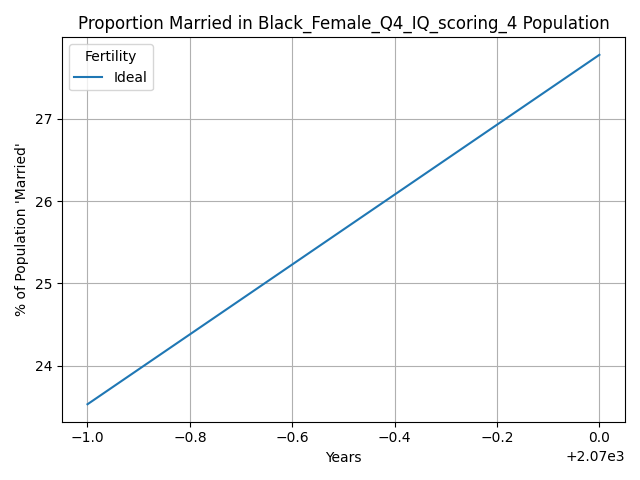 Proportion Married in Black_Female_Q4_IQ_scoring_4 Population
Fertility
Ideal
% of Population 'Married'
27
26
25
24
−1.0
−0.8
−0.6
−0.4
−0.2
0.0
Years
+2.07e3